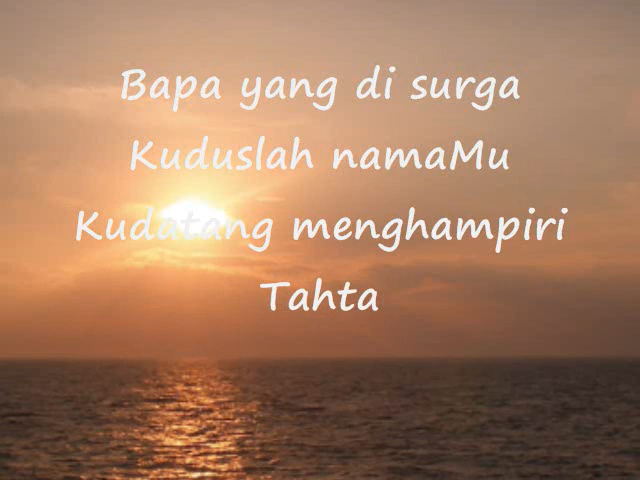 Bapa yang di surga
Kuduslah namaMu
Kudatang menghampiri
Tahta